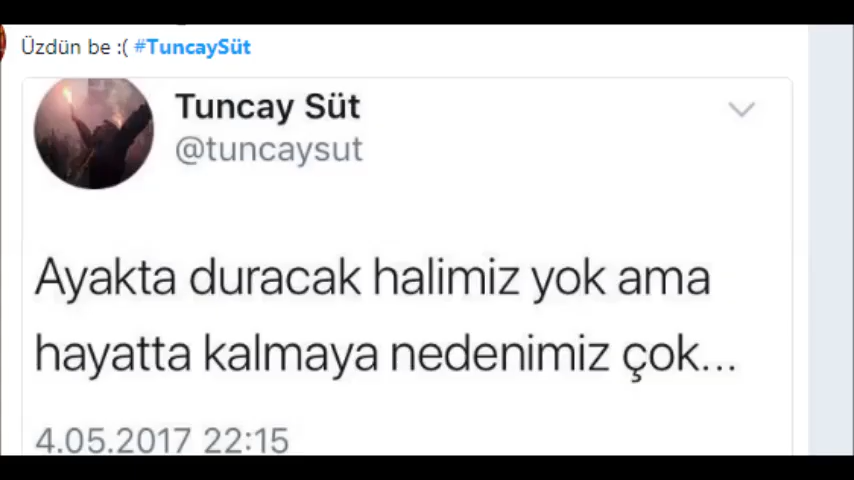 Üzdün be :( #TuncaySüt
Tuncay Süt
@tuncaysut
Ayakta duracak halimiz yok ama
hayatta kalmaya nedenimiz çok...
4.05.2017 22:15